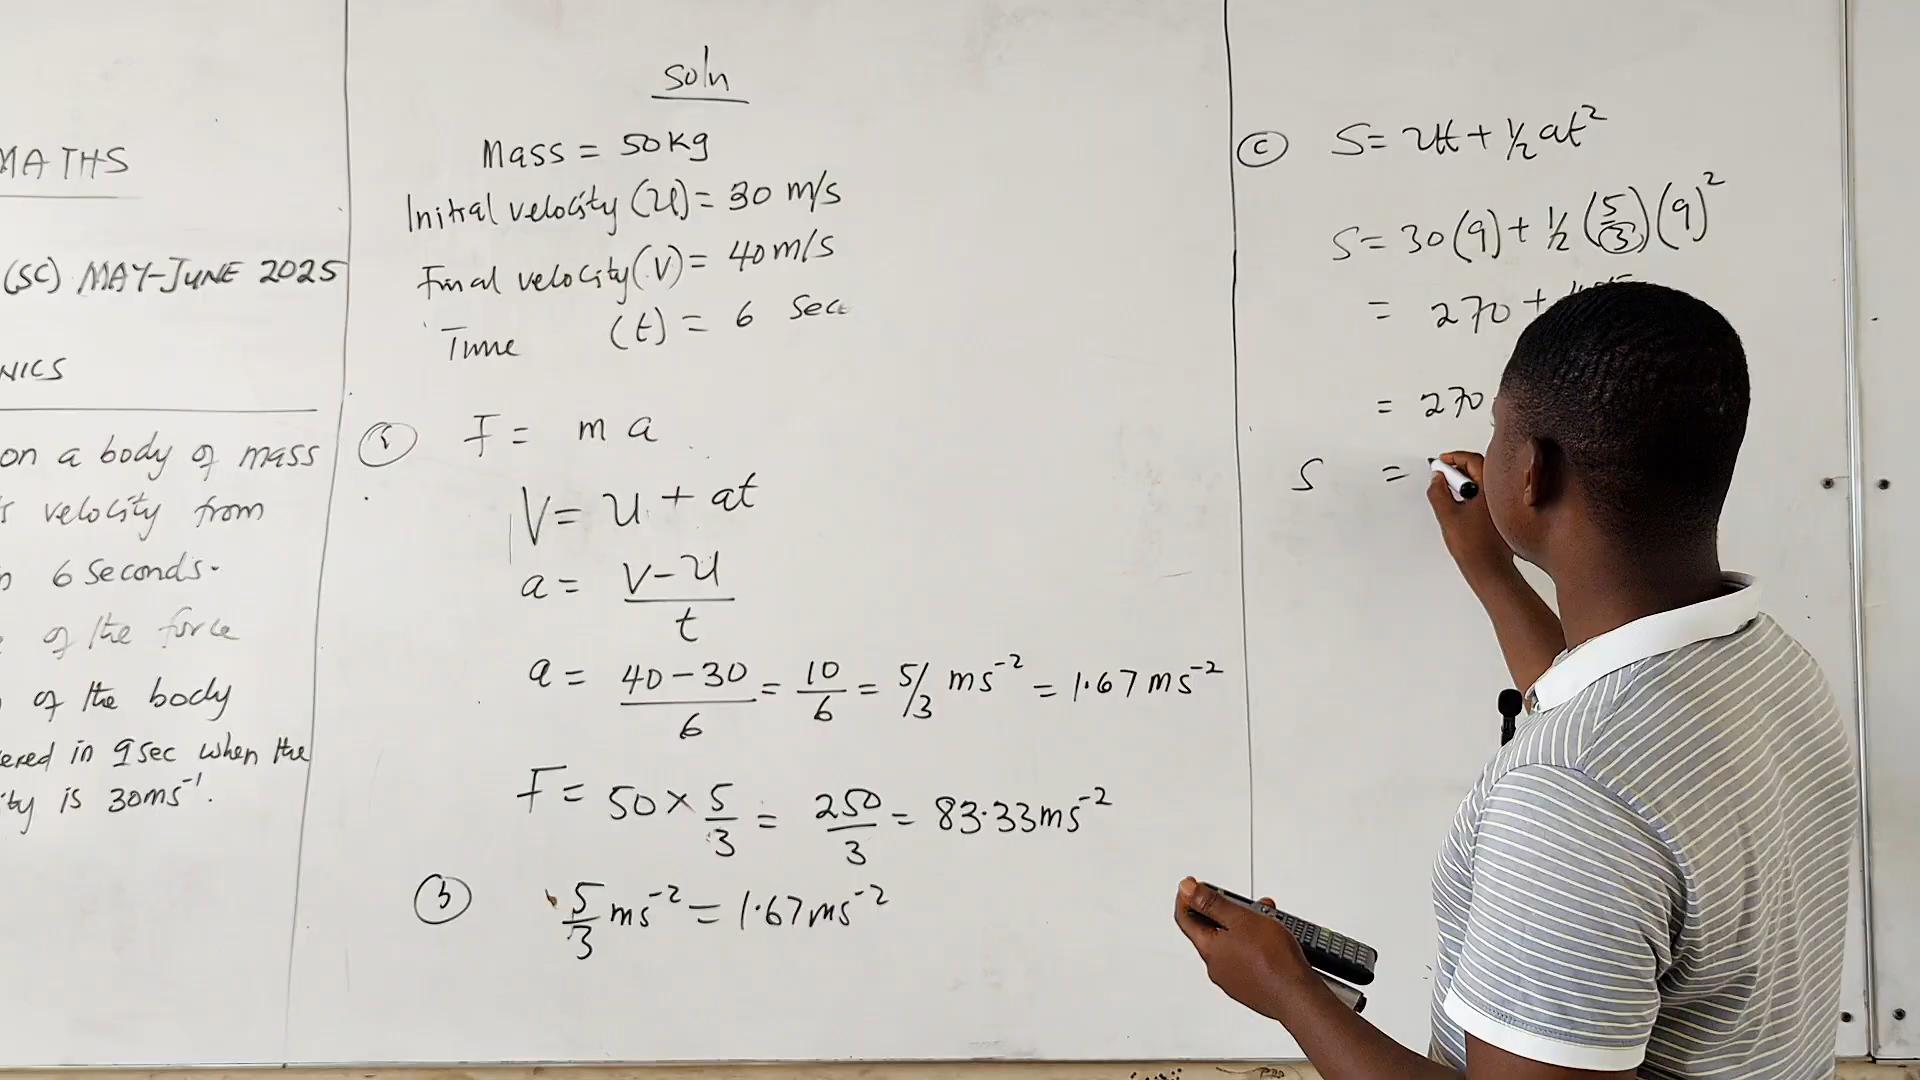 MATHS
(SC) MAY-JUNE 2025
NICS
on a body of mass
velocity from
6 seconds.
of the force
of the body
ered in 9sec when the
ity is 30ms⁻¹.
soln
Mass = 50kg
Initial velocity (U) = 30 m/s
Final velocity (V) = 40m/s
Time (t) = 6 Sec
F = ma
V = U + at
a = V-U/t
a = 40-30/6 = 10/6 = 5/3 ms⁻² = 1.67ms⁻²
F = 50 × 5/3 = 250/3 = 83.33ms⁻²
5/3 ms⁻² = 1.67ms⁻²
(c) S = Ut + ½at²
S = 30(9) + ½(5/3)(9)²
= 270 +
= 270
S =